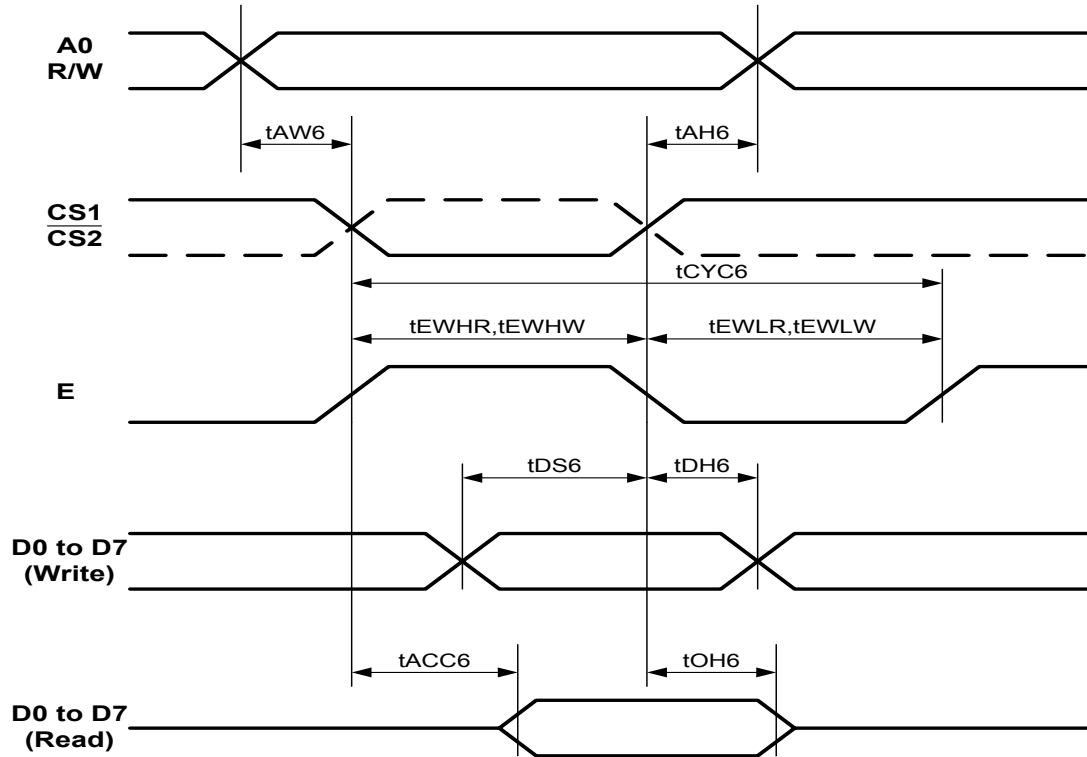 A0
R/W
tAW6
tAH6
CS1
CS2
tCYC6
tEWHR,tEWHW
tEWLR,tEWLW
E
tDS6
tDH6
D0 to D7
(Write)
tACC6
tOH6
D0 to D7
(Read)